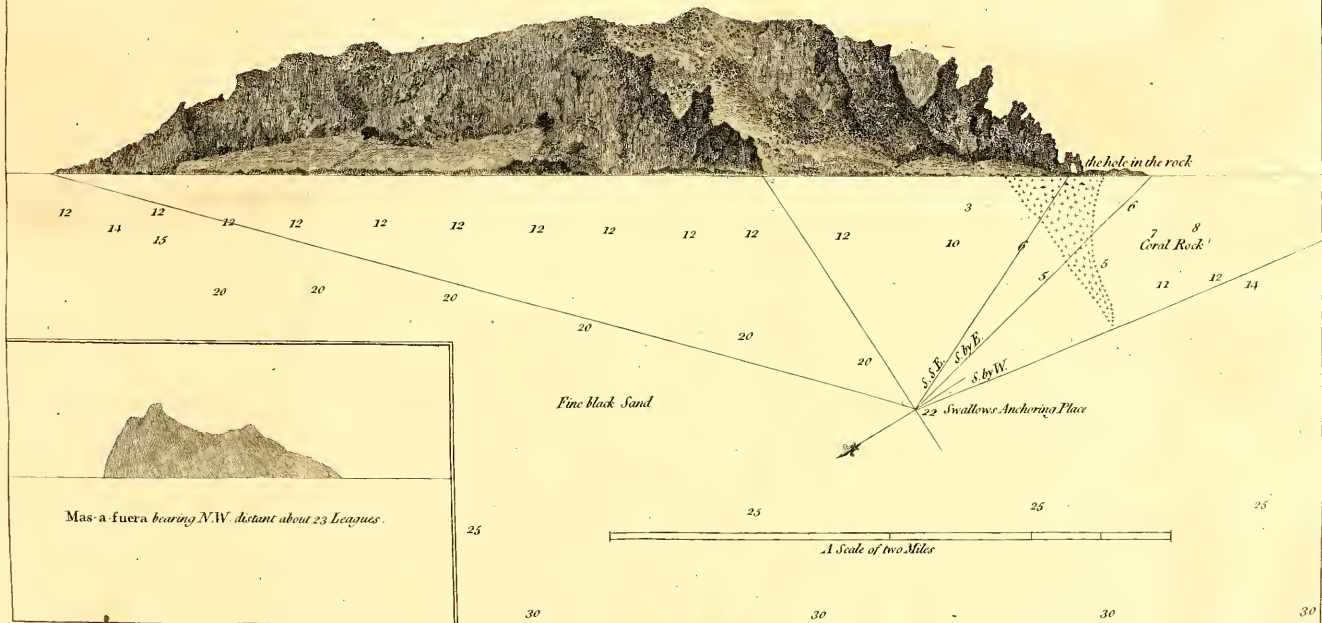 the hole in the rock
12 14 12 15 12 12 12 12 12 12 12 12 3 10 6 6 7 8
Coral Rock
5 5 11 12 14
20 20 20 20 20 20
S.S.E.
S. by E.
S. by W.
Fine black Sand
22 Swallows Anchoring Place
Mas-a-fuera bearing N.W. distant about 23 Leagues.
25 25 25 25
A Scale of two Miles
30 30 30 30